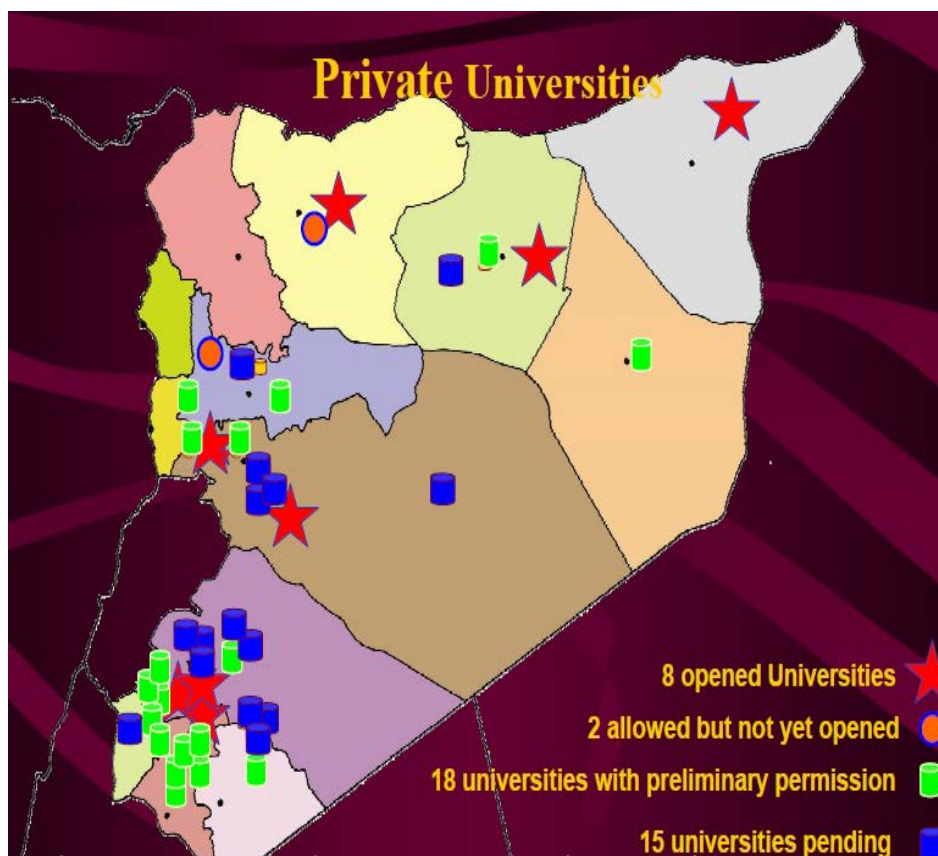 Private Universities
8 opened Universities
2 allowed but not yet opened
18 universities with preliminary permission
15 universities pending